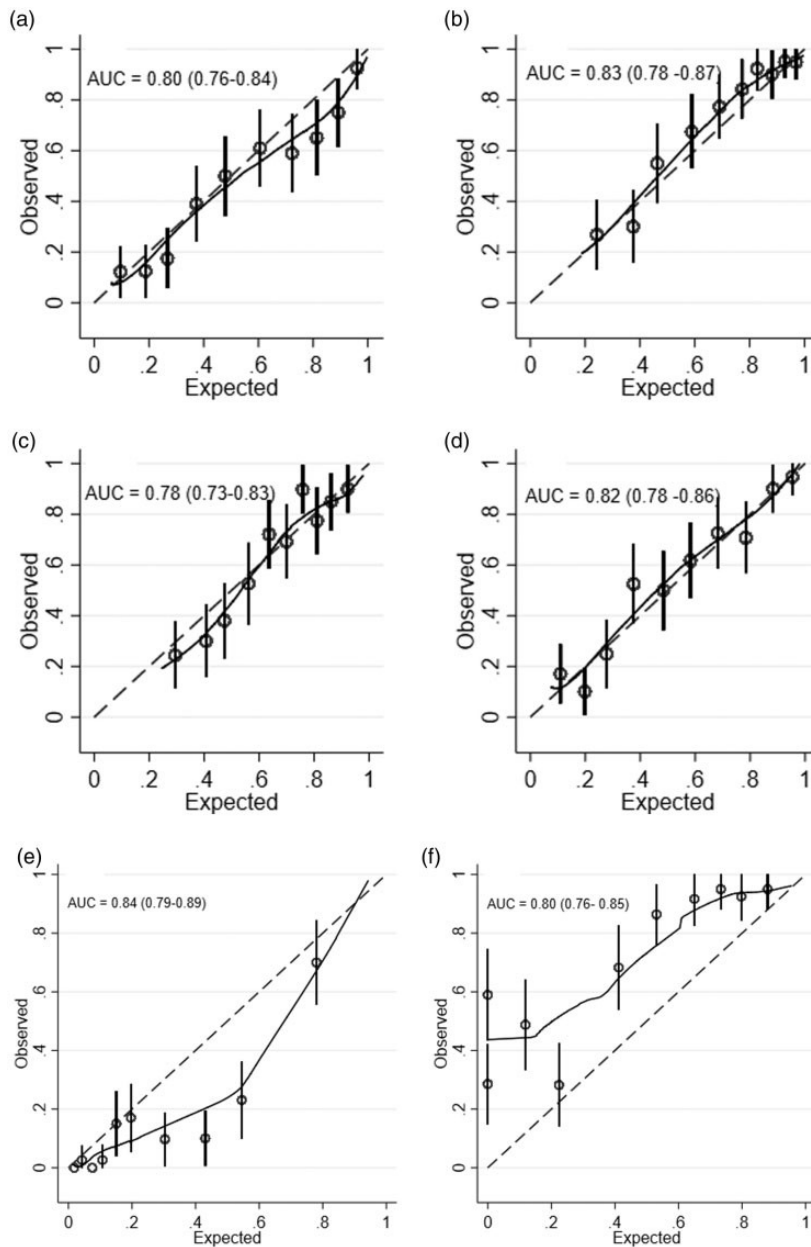 (a)
1
.8
.6
.4
.2
0
Observed
AUC = 0.80 (0.76-0.84)
0 .2 .4 .6 .8 1
Expected
(b)
1
.8
.6
.4
.2
0
Observed
AUC = 0.83 (0.78 -0.87)
0 .2 .4 .6 .8 1
Expected
(c)
1
.8
.6
.4
.2
0
Observed
AUC = 0.78 (0.73-0.83)
0 .2 .4 .6 .8 1
Expected
(d)
1
.8
.6
.4
.2
0
Observed
AUC = 0.82 (0.78 -0.86)
0 .2 .4 .6 .8 1
Expected
(e)
1
.8
.6
.4
.2
0
Observed
AUC = 0.84 (0.79-0.89)
0 .2 .4 .6 .8 1
Expected
(f)
1
.8
.6
.4
.2
0
Observed
AUC = 0.80 (0.76- 0.85)
0 .2 .4 .6 .8 1
Expected